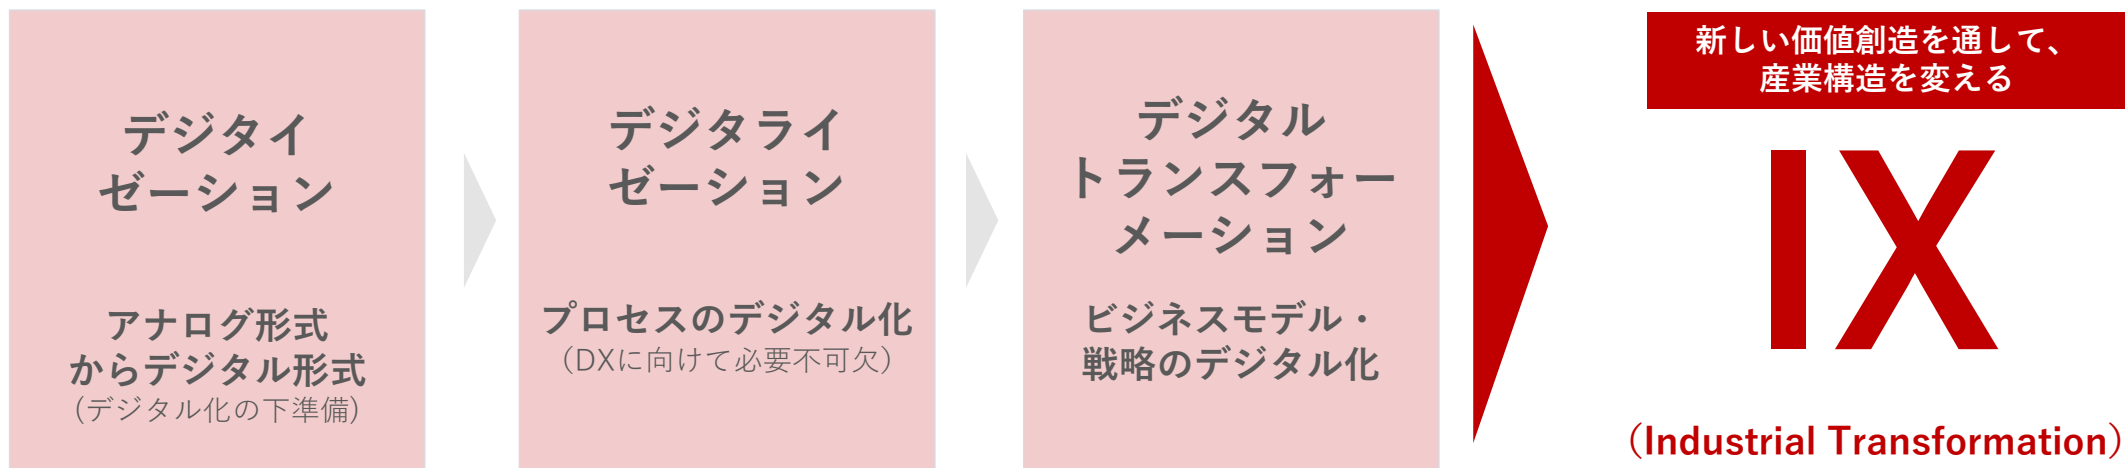 デジタイ
ゼーション
アナログ形式
からデジタル形式
(デジタル化の下準備)
デジタライ
ゼーション
プロセスのデジタル化
（DXに向けて必要不可欠）
デジタル
トランスフォー
メーション
ビジネスモデル・
戦略のデジタル化
新しい価値創造を通して、
産業構造を変える
IX
（Industrial Transformation）